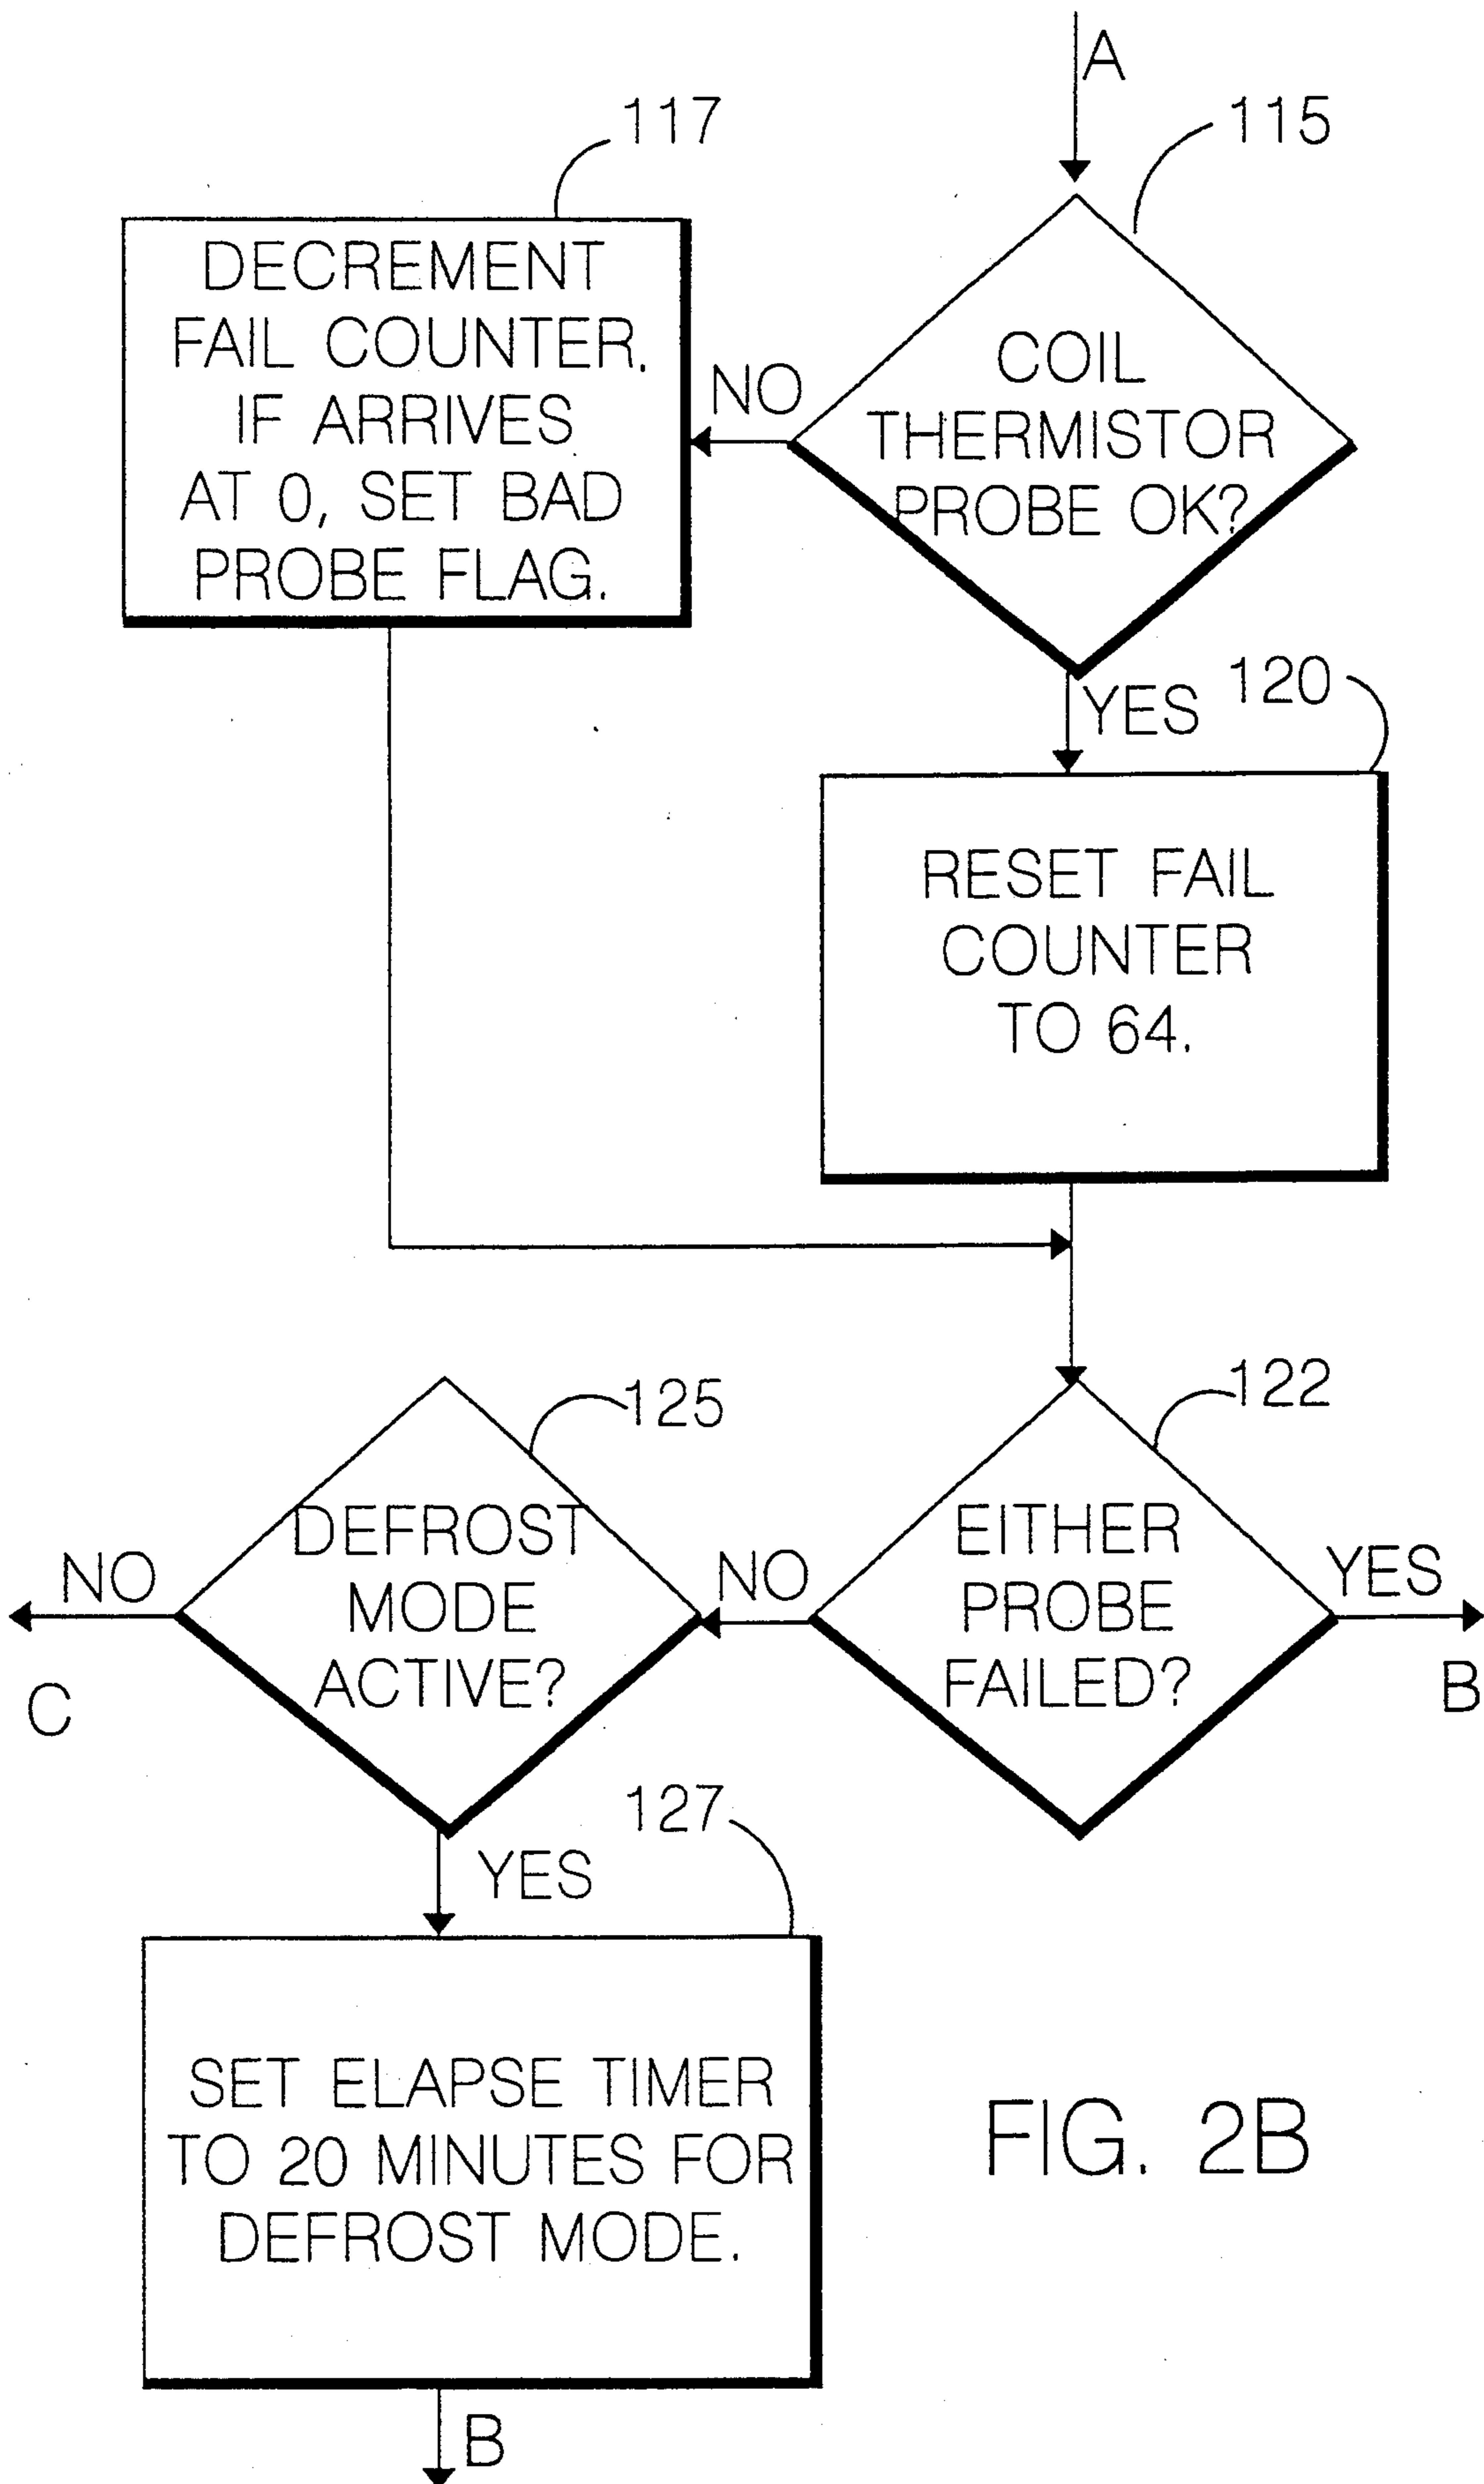 A
117
115
DECREMENT
FAIL COUNTER.
IF ARRIVES
AT 0, SET BAD
PROBE FLAG.
NO
COIL
THERMISTOR
PROBE OK?
YES
120
RESET FAIL
COUNTER
TO 64.
125
122
NO
DEFROST
MODE
ACTIVE?
NO
EITHER
PROBE
FAILED?
YES
C
B
127
YES
SET ELAPSE TIMER
TO 20 MINUTES FOR
DEFROST MODE.
FIG. 2B
B